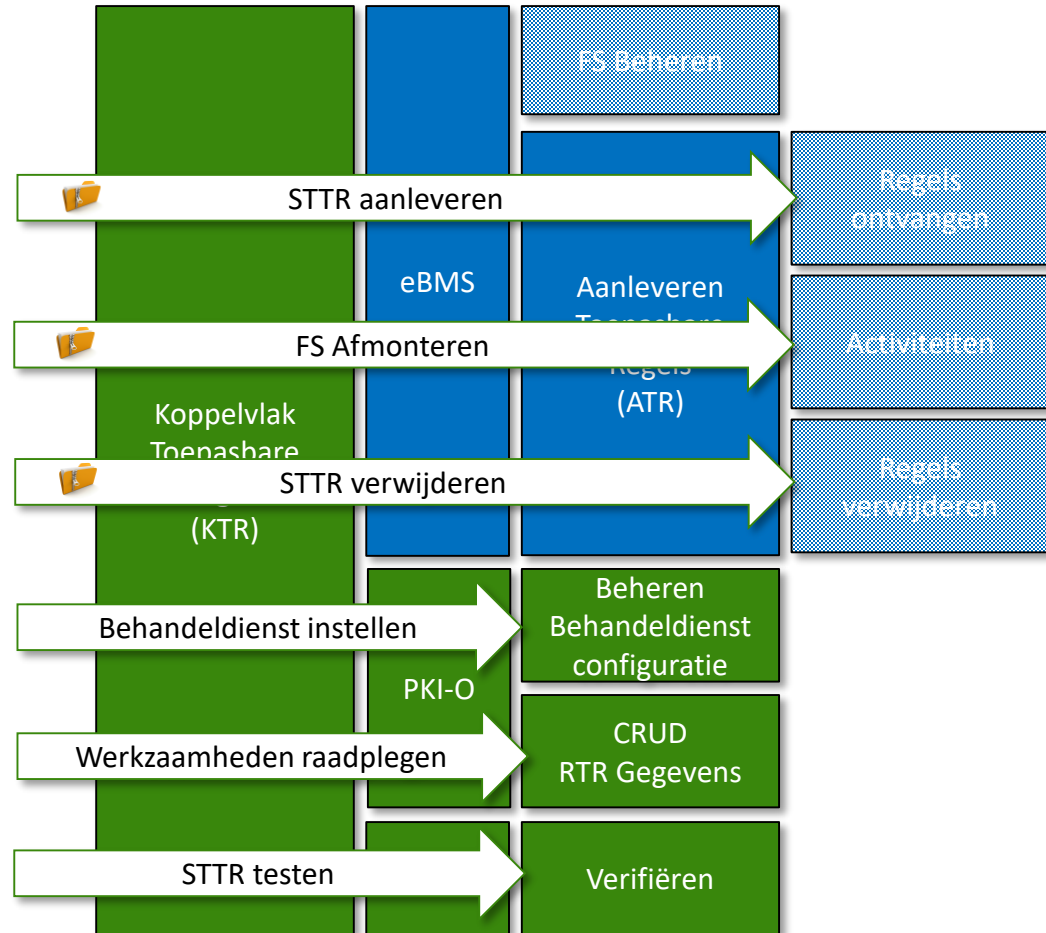 FS Beheren
STTR aanleveren
Regels
ontvangen
eBMS
Aanleveren
FS Afmonteren
Activiteiten
(ATR)
Koppelvlak
Toepasbare
STTR verwijderen
Regels
verwijderen
(KTR)
Behandeldienst instellen
Beheren
Behandeldienst
configuratie
PKI-O
Werkzaamheden raadplegen
CRUD
RTR Gegevens
STTR testen
Verifiëren